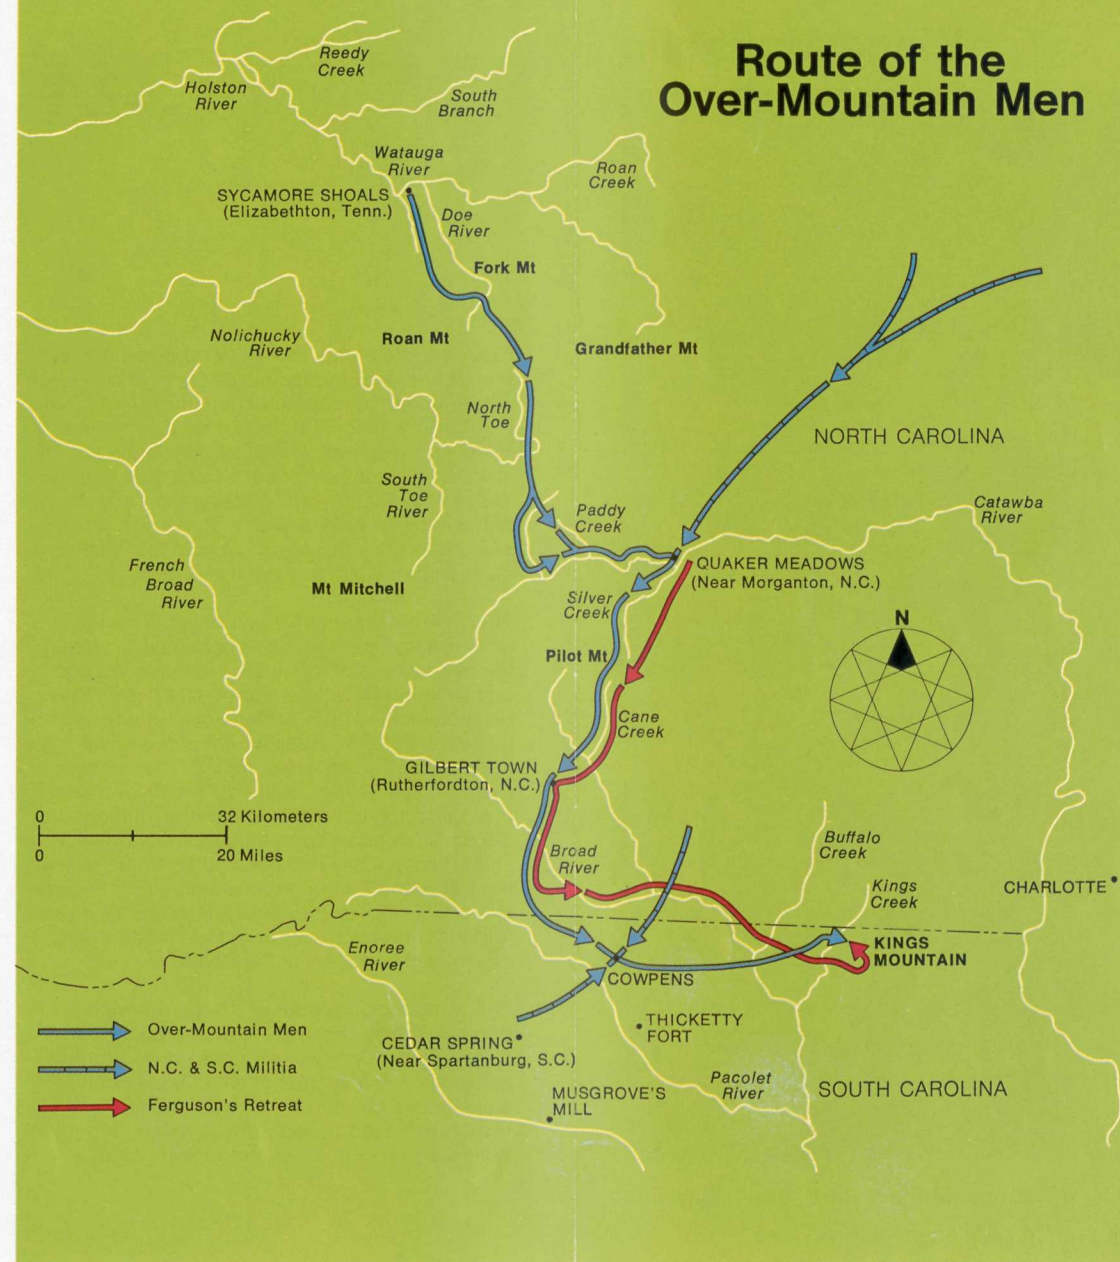 Route of the
Over-Mountain Men
Reedy
Creek
Holston
River
South
Branch
Watauga
River
Roan
Creek
SYCAMORE SHOALS
(Elizabethton, Tenn.)
Doe
River
Fork Mt
Nolichucky
River
Roan Mt
Grandfather Mt
North
Toe
NORTH CAROLINA
South
Toe
River
Paddy
Creek
Catawba
River
French
Broad
River
Mt Mitchell
QUAKER MEADOWS
(Near Morganton, N.C.)
Silver
Creek
N
Pilot Mt
Cane
Creek
GILBERT TOWN
(Rutherfordton, N.C.)
0
32 Kilometers
0
20 Miles
Broad
River
Buffalo
Creek
Kings
Creek
CHARLOTTE
Enoree
River
KINGS
MOUNTAIN
COWPENS
THICKETTY
FORT
CEDAR SPRING
(Near Spartanburg, S.C.)
MUSGROVE'S
MILL
Pacolet
River
SOUTH CAROLINA
Over-Mountain Men
N.C. & S.C. Militia
Ferguson's Retreat